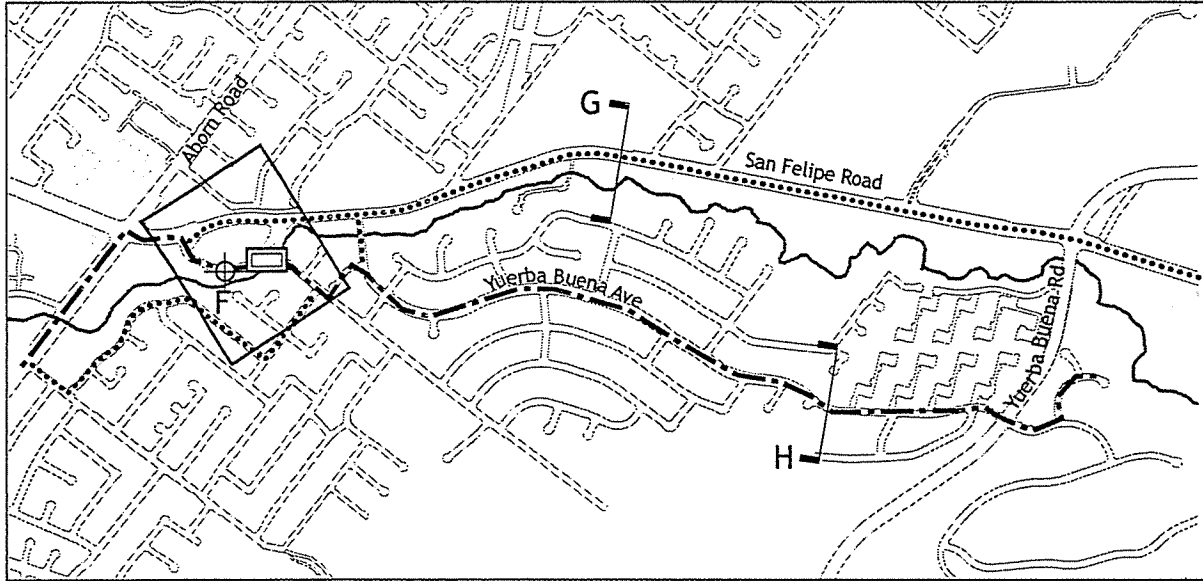 Aborn Road
G
San Felipe Road
F
Yuerba Buena Ave
Yuerba Buena Rd.
H